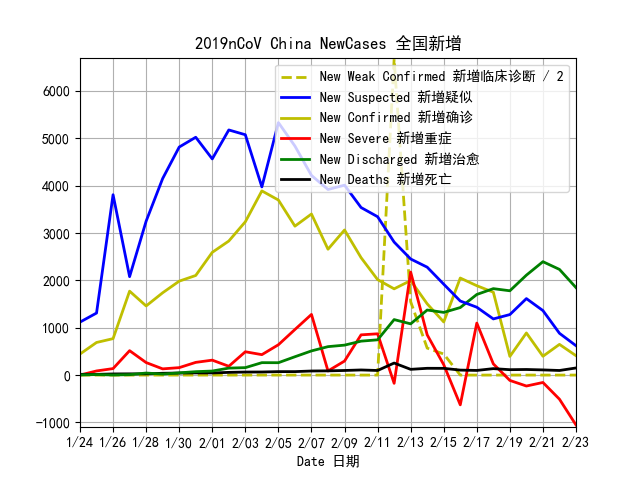 2019nCoV China NewCases 全国新增
New Weak Confirmed 新增临床诊断 / 2
New Suspected 新增疑似
New Confirmed 新增确诊
New Severe 新增重症
New Discharged 新增治愈
New Deaths 新增死亡
6000
5000
4000
3000
2000
1000
0
-1000
1/24 1/26 1/28 1/30 2/01 2/03 2/05 2/07 2/09 2/11 2/13 2/15 2/17 2/19 2/21 2/23
Date 日期